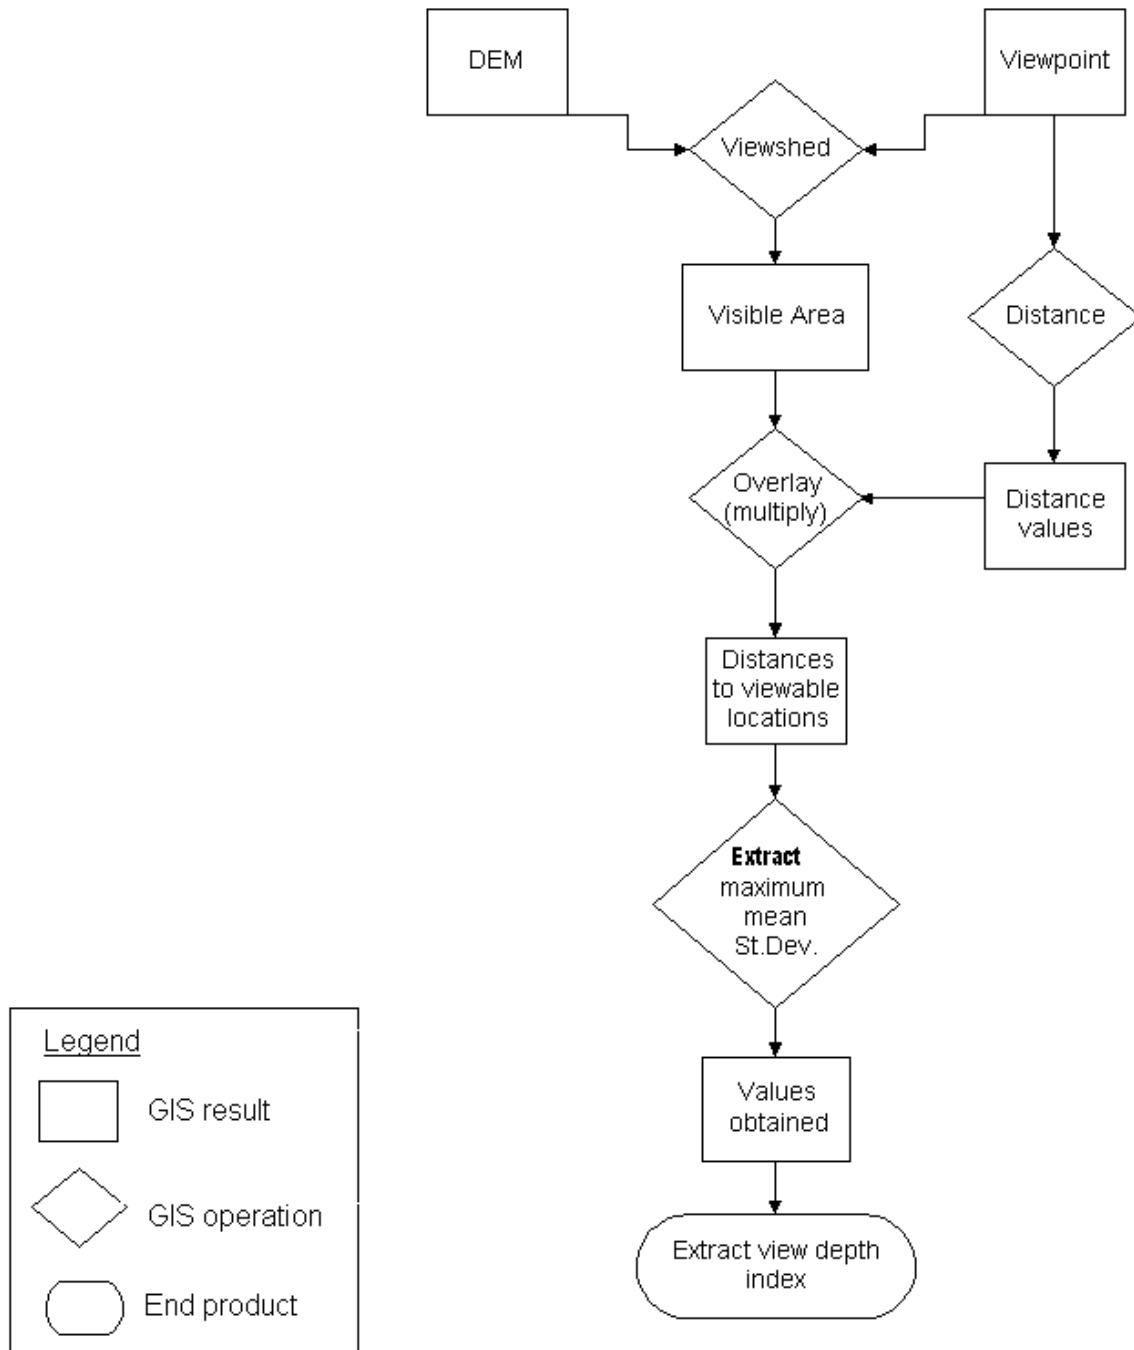 DEM
Viewpoint
Viewshed
Visible Area
Distance
Overlay
(multiply)
Distance
values
Distances
to viewable
locations
Extract
maximum
mean
St.Dev.
Values
obtained
Extract view depth
index
Legend
GIS result
GIS operation
End product